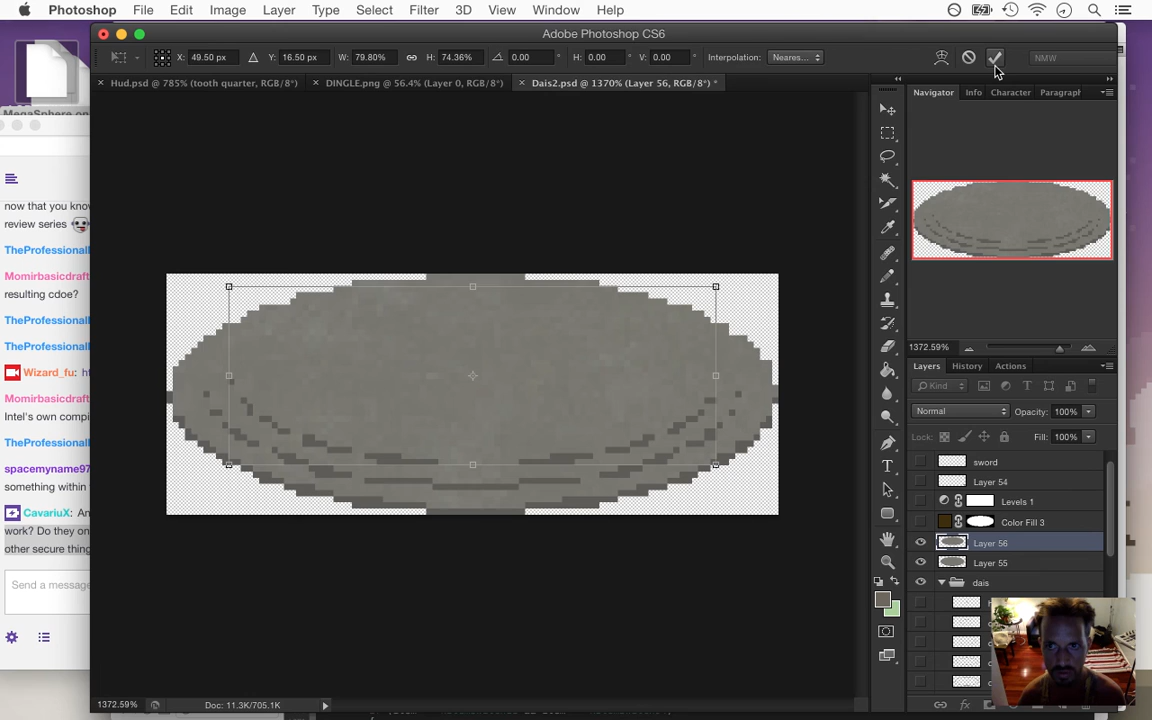 Photoshop File Edit Image Layer Type Select Filter 3D View Window Help
Adobe Photoshop CS6
X: 49.50 px Y: 16.50 px W: 79.80% H: 74.36% 0.00 ° H: 0.00 ° V: 0.00 ° Interpolation: Neares... NMW
Hud.psd @ 785% (tooth quarter, RGB/8*) DINGLE.png @ 56.4% (Layer 0, RGB/8*) Dais2.psd @ 1370% (Layer 56, RGB/8*) *
Navigator Info Character Paragraph
MegaSphere on
now that you know
review series
TheProfessional
Momirbasicdraft
resulting cdoe?
TheProfessional
TheProfessional
Wizard_fu:
Momirbasicdraft
Intel's own compi
TheProfessional
spacemyname97
something within
CavariuX: An
work? Do they on
other secure thing
Send a message
1372.59%
Layers History Actions
Kind
Normal Opacity: 100%
Lock: Fill: 100%
sword
Layer 54
Levels 1
Color Fill 3
Layer 56
Layer 55
dais
1372.59% Doc: 11.3K/705.1K